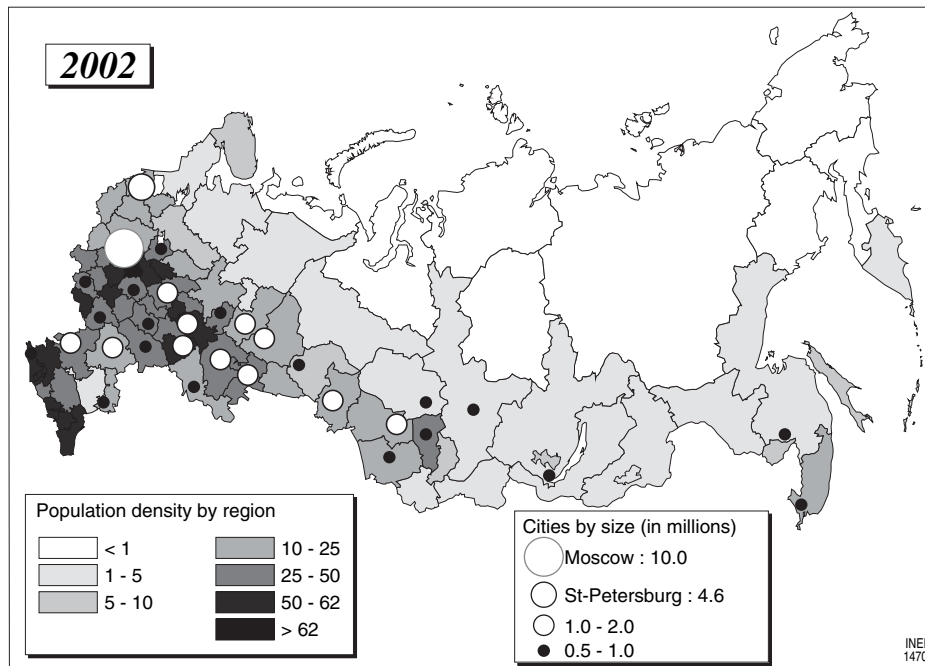 2002
Population density by region
< 1
1 - 5
5 - 10
10 - 25
25 - 50
50 - 62
> 62
Cities by size (in millions)
Moscow : 10.0
St-Petersburg : 4.6
1.0 - 2.0
0.5 - 1.0